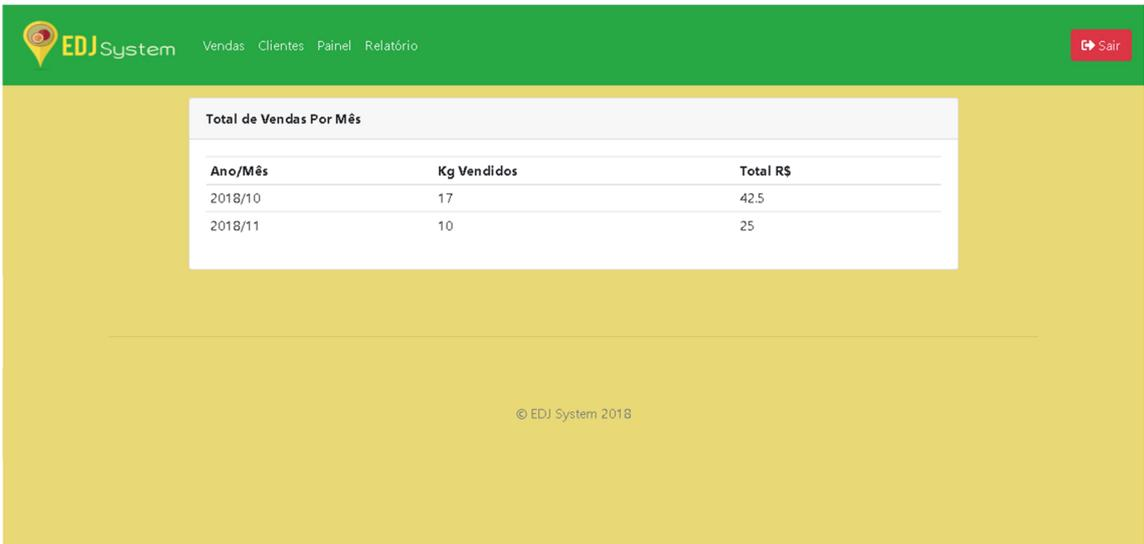 EDJ System Vendas Clientes Painel Relatório Sair
Total de Vendas Por Mês
Ano/Mês Kg Vendidos Total R$
2018/10 17 42.5
2018/11 10 25
© EDJ System 2018